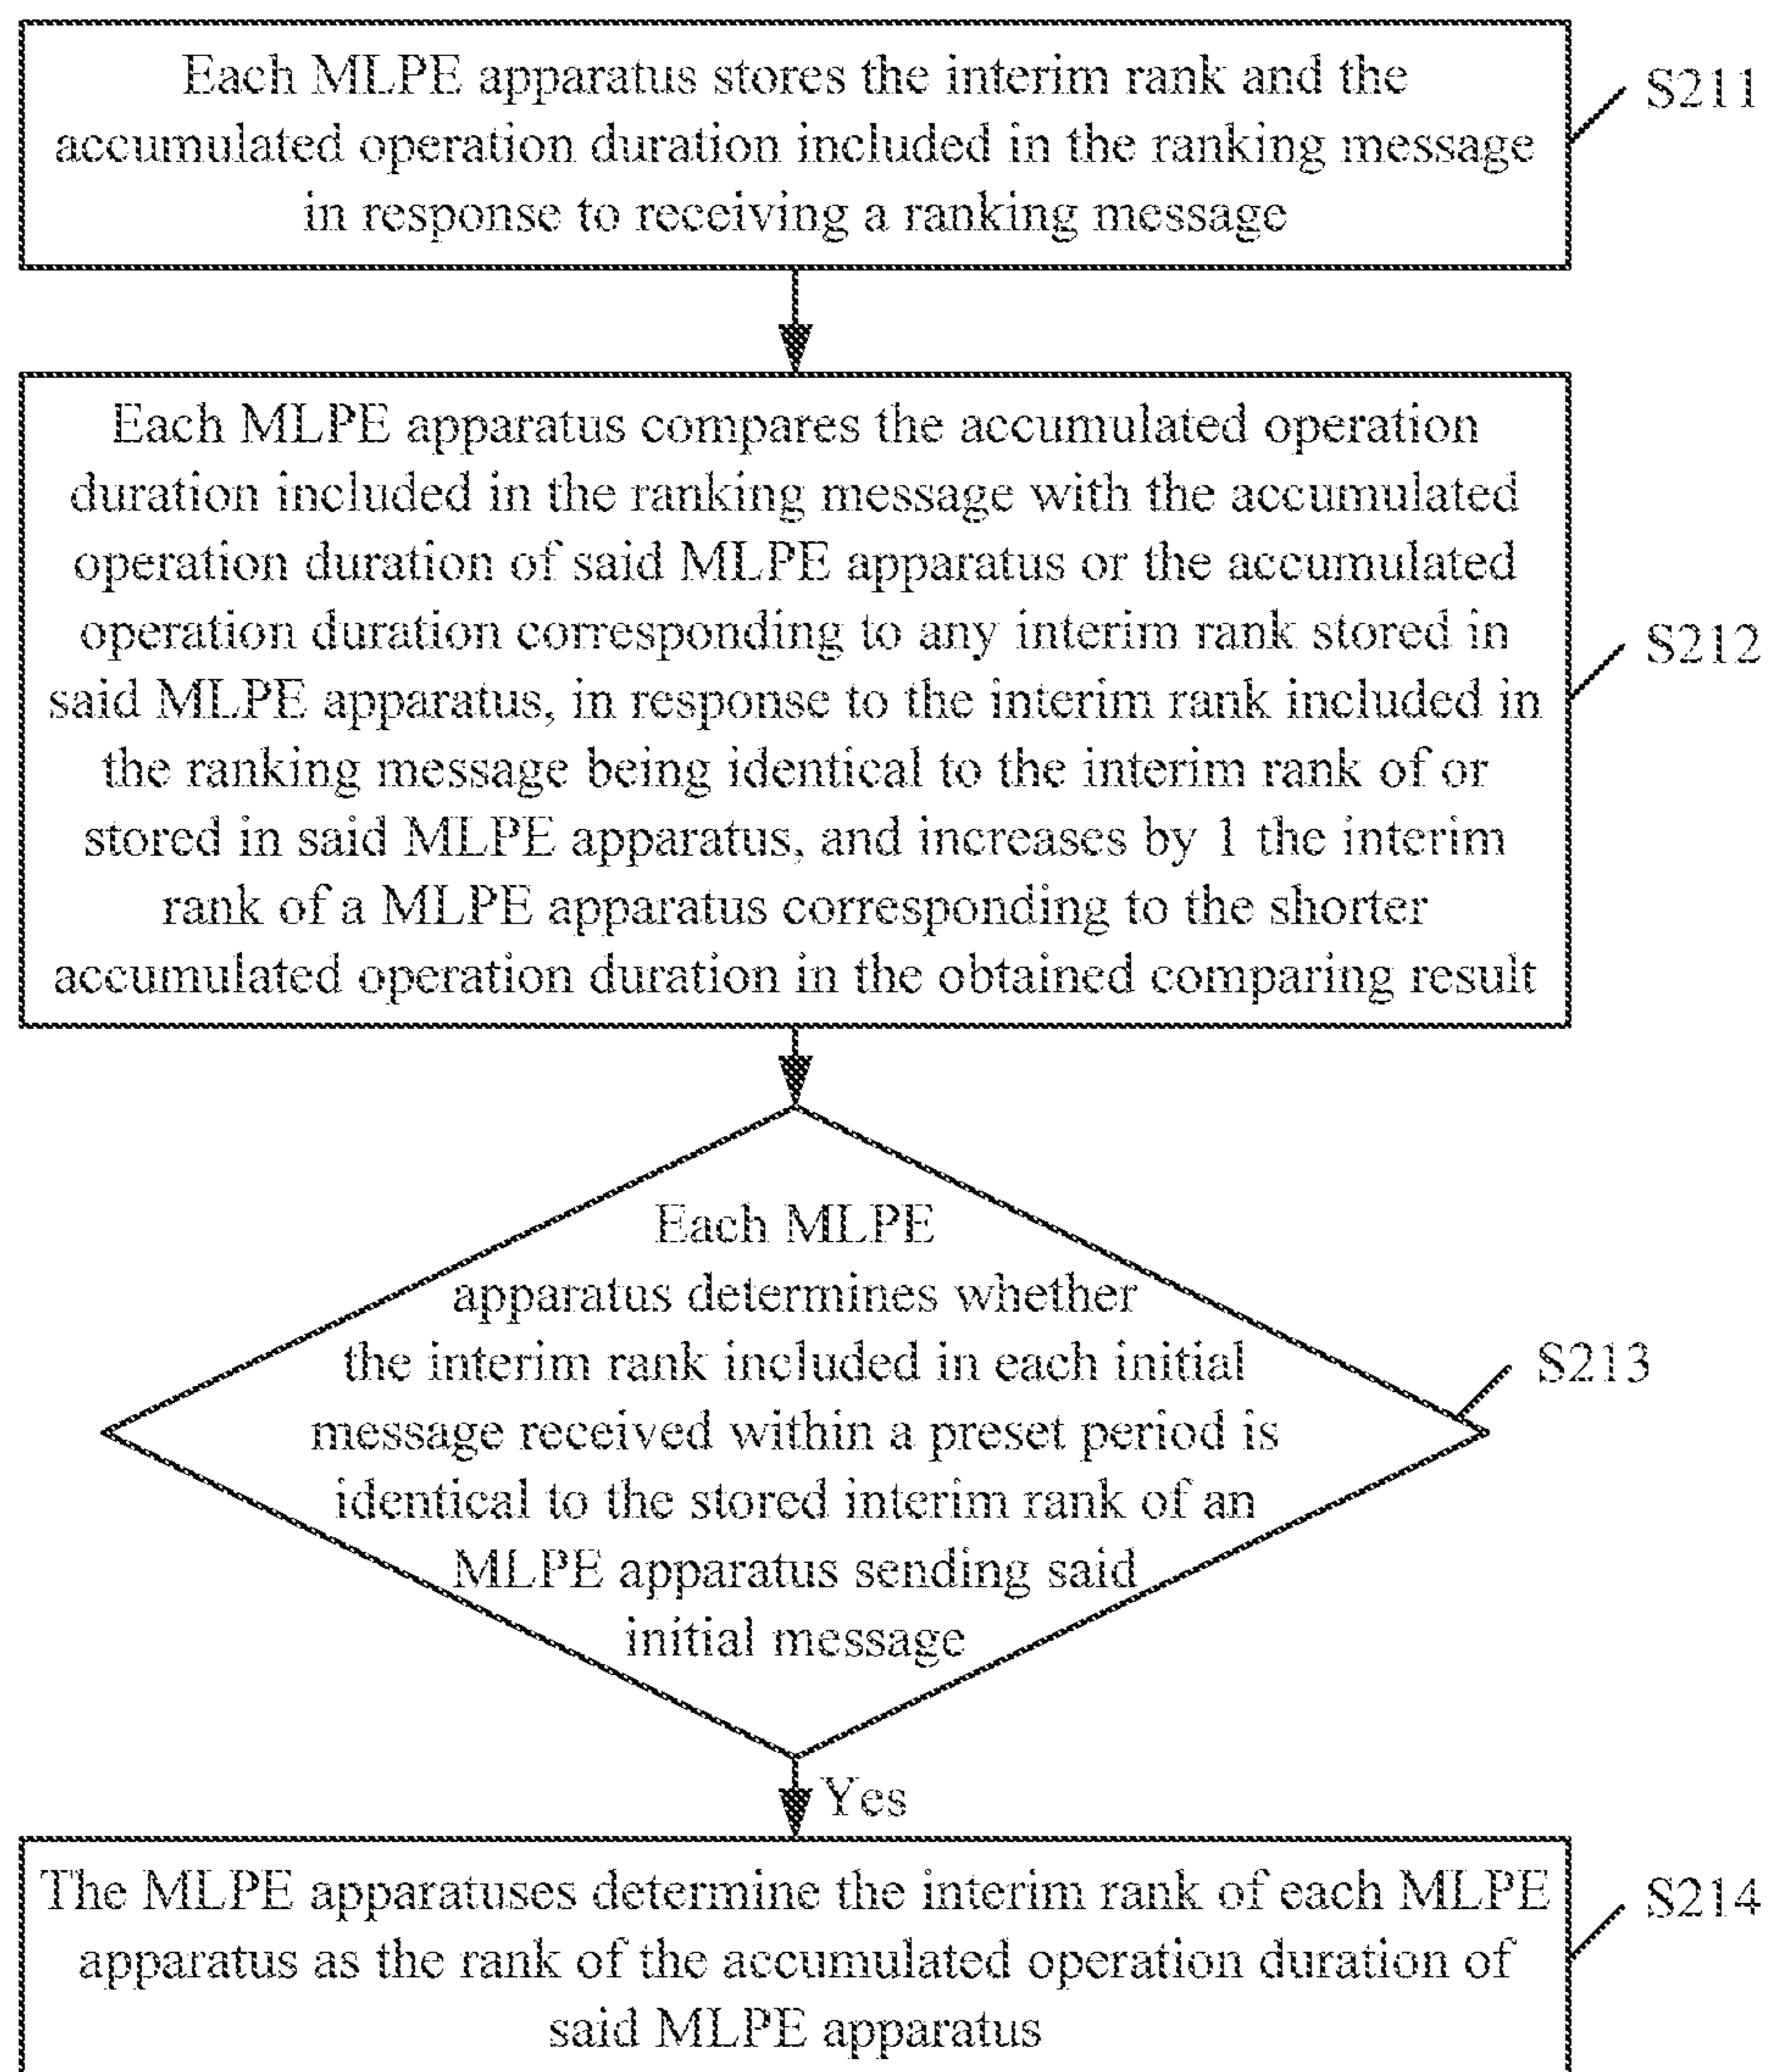 Each MLPE apparatus stores the interim rank and the
accumulated operation duration included in the ranking message
in response to receiving a ranking message
S211
Each MLPE apparatus compares the accumulated operation
duration included in the ranking message with the accumulated
operation duration of said MLPE apparatus or the accumulated
operation duration corresponding to any interim rank stored in
said MLPE apparatus, in response to the interim rank included in
the ranking message being identical to the interim rank of or
stored in said MLPE apparatus, and increases by 1 the interim
rank of a MLPE apparatus corresponding to the shorter
accumulated operation duration in the obtained comparing result
S212
Each MLPE
apparatus determines whether
the interim rank included in each initial
message received within a preset period is
identical to the stored interim rank of an
MLPE apparatus sending said
initial message
S213
Yes
The MLPE apparatuses determine the interim rank of each MLPE
apparatus as the rank of the accumulated operation duration of
said MLPE apparatus
S214